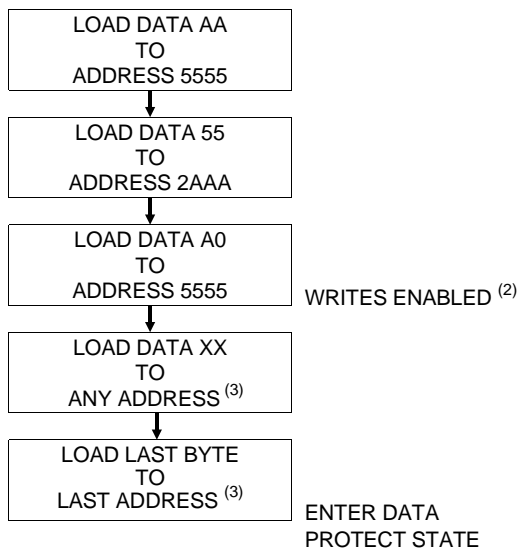 LOAD DATA AA
TO
ADDRESS 5555
LOAD DATA 55
TO
ADDRESS 2AAA
LOAD DATA A0
TO
ADDRESS 5555
WRITES ENABLED (2)
LOAD DATA XX
TO
ANY ADDRESS (3)
LOAD LAST BYTE
TO
LAST ADDRESS (3)
ENTER DATA
PROTECT STATE